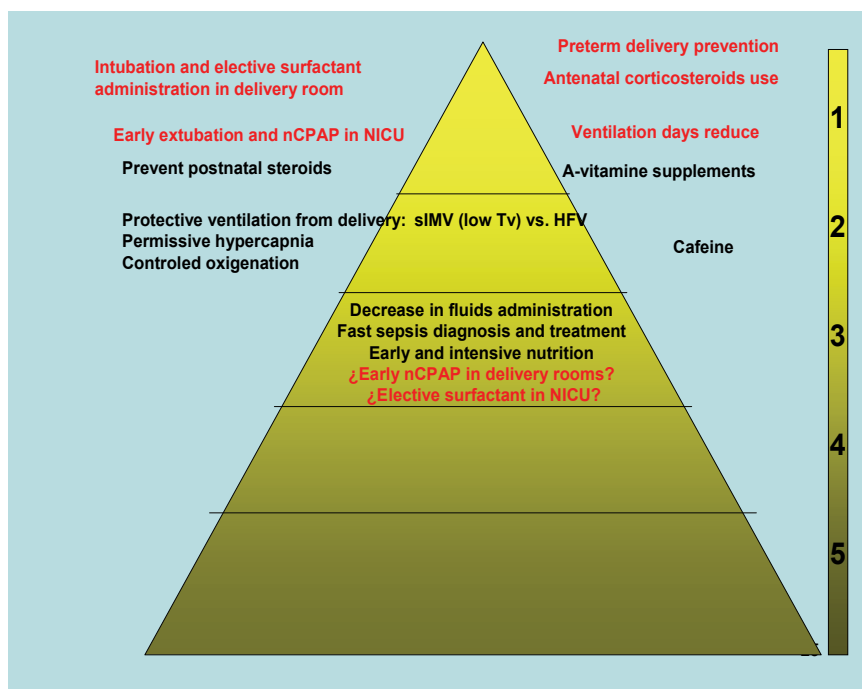 Preterm delivery prevention
Intubation and elective surfactant
administration in delivery room
Antenatal corticosteroids use
1
Early extubation and nCPAP in NICU
Ventilation days reduce
Prevent postnatal steroids
A-vitamine supplements
Protective ventilation from delivery: sIMV (low Tv) vs. HFV
2
Permissive hypercapnia
Cafeine
Controled oxigenation
Decrease in fluids administration
Fast sepsis diagnosis and treatment
3
Early and intensive nutrition
¿Early nCPAP in delivery rooms?
¿Elective surfactant in NICU?
4
5